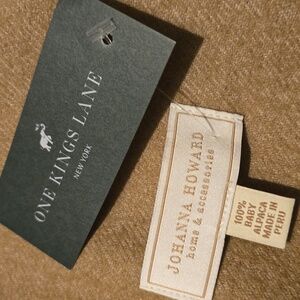 ONE KINGS LANE
NEW YORK
JOHANNA HOWARD
home & accessories
100%
BABY
ALPACA
MADE IN
PERU